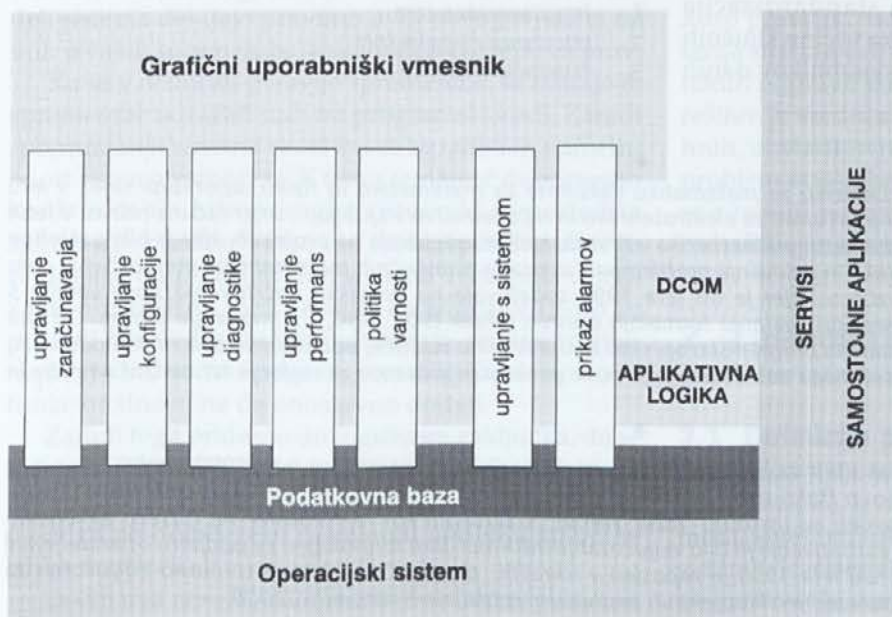 Grafični uporabniški vmesnik
upravljanje
zaračunavanja
upravljanje
konfiguracije
upravljanje
diagnostike
upravljanje
performans
politika
varnosti
upravljanje s sistemom
prikaz alarmov
DCOM
APLIKATIVNA
LOGIKA
SERVISI
SAMOSTOJNE APLIKACIJE
Podatkovna baza
Operacijski sistem